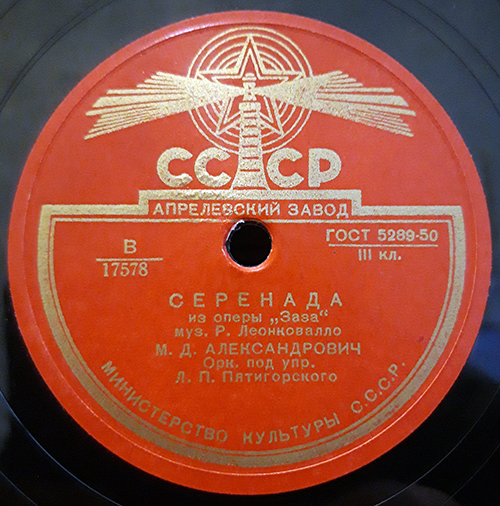 СССР
АПРЕЛЕВСКИЙ ЗАВОД
В
17578
ГОСТ 5289-50
III кл.
СЕРЕНАДА
из оперы „Заза“
муз. Р. Леонковалло
М. Д. АЛЕКСАНДРОВИЧ
Орк. под упр.
Л. П. Пятигорского
МИНИСТЕРСТВО КУЛЬТУРЫ С.С.С.Р.